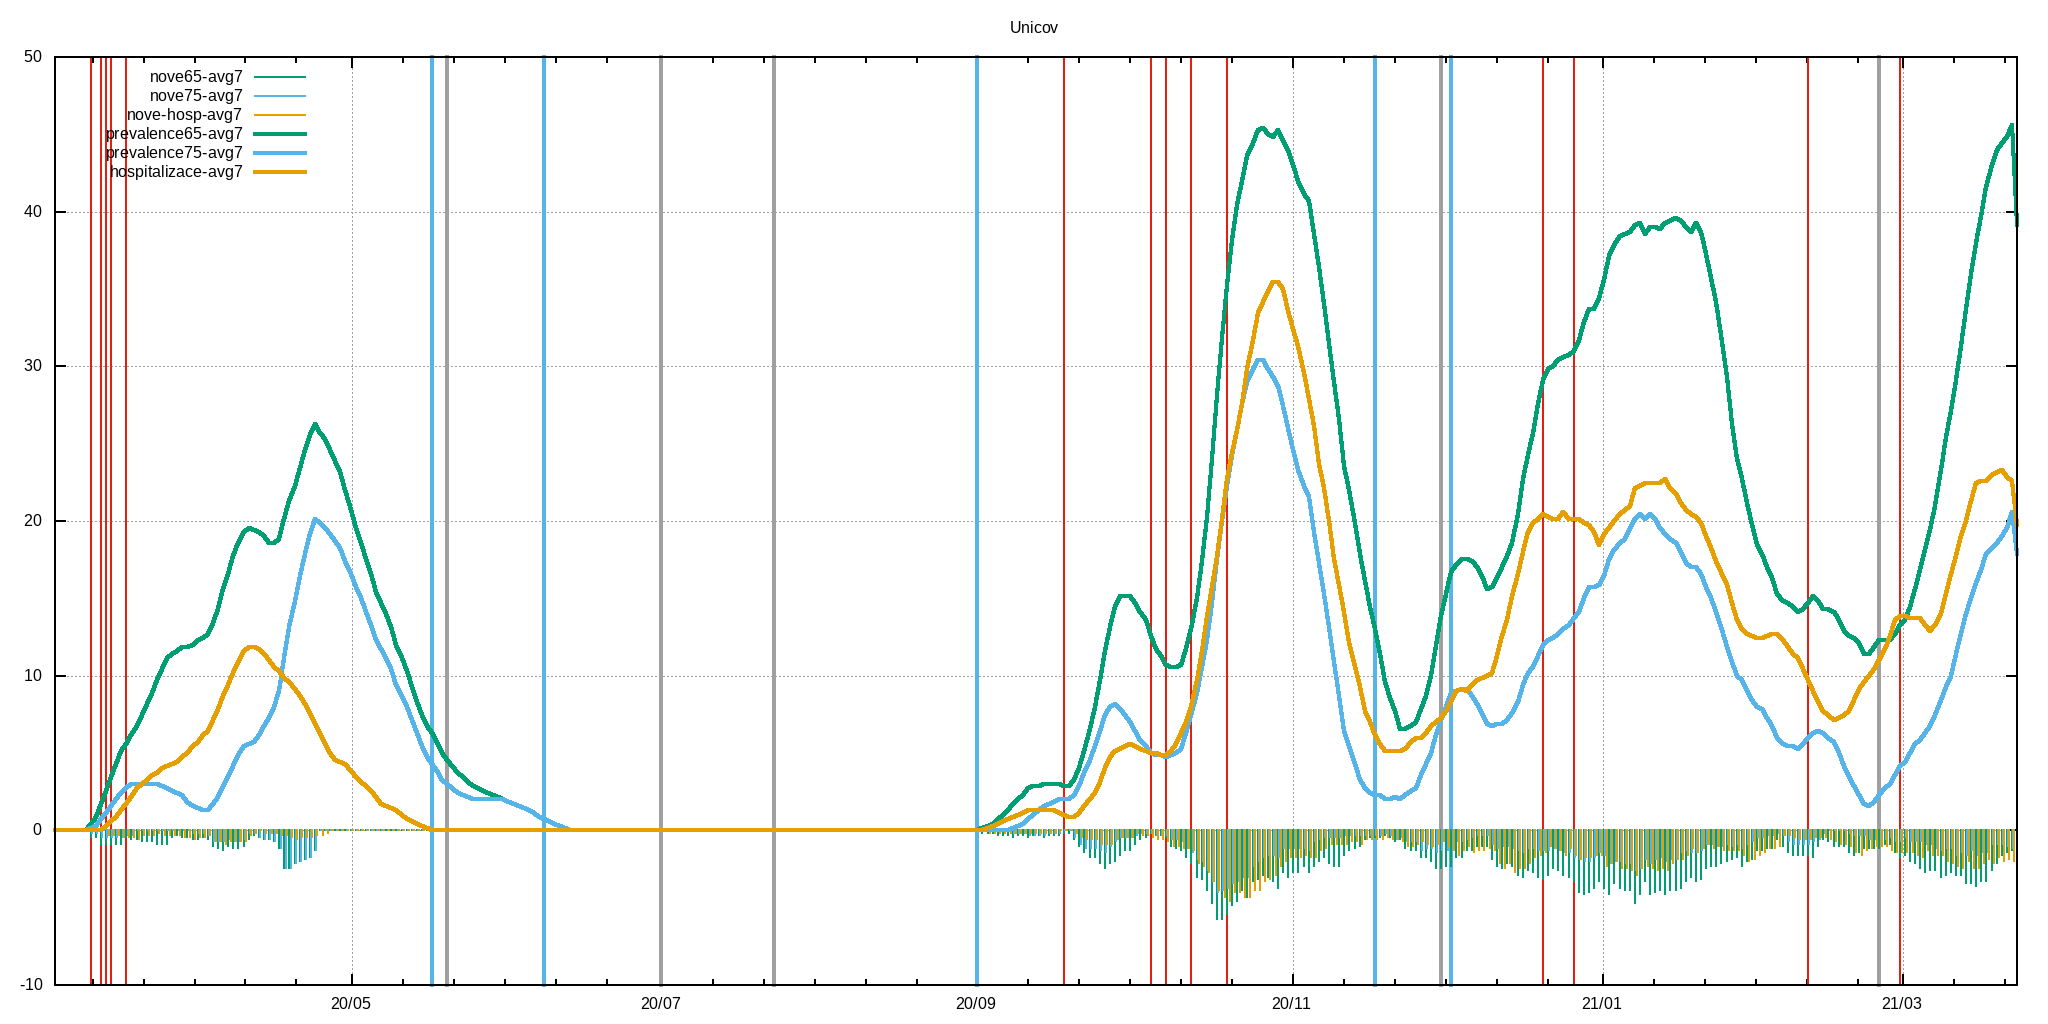 Unicov
50
nove65-avg7
nove75-avg7
nove-hosp-avg7
prevalence65-avg7
prevalence75-avg7
hospitalizace-avg7
40
30
20
10
0
-10
20/05
20/07
20/09
20/11
21/01
21/03